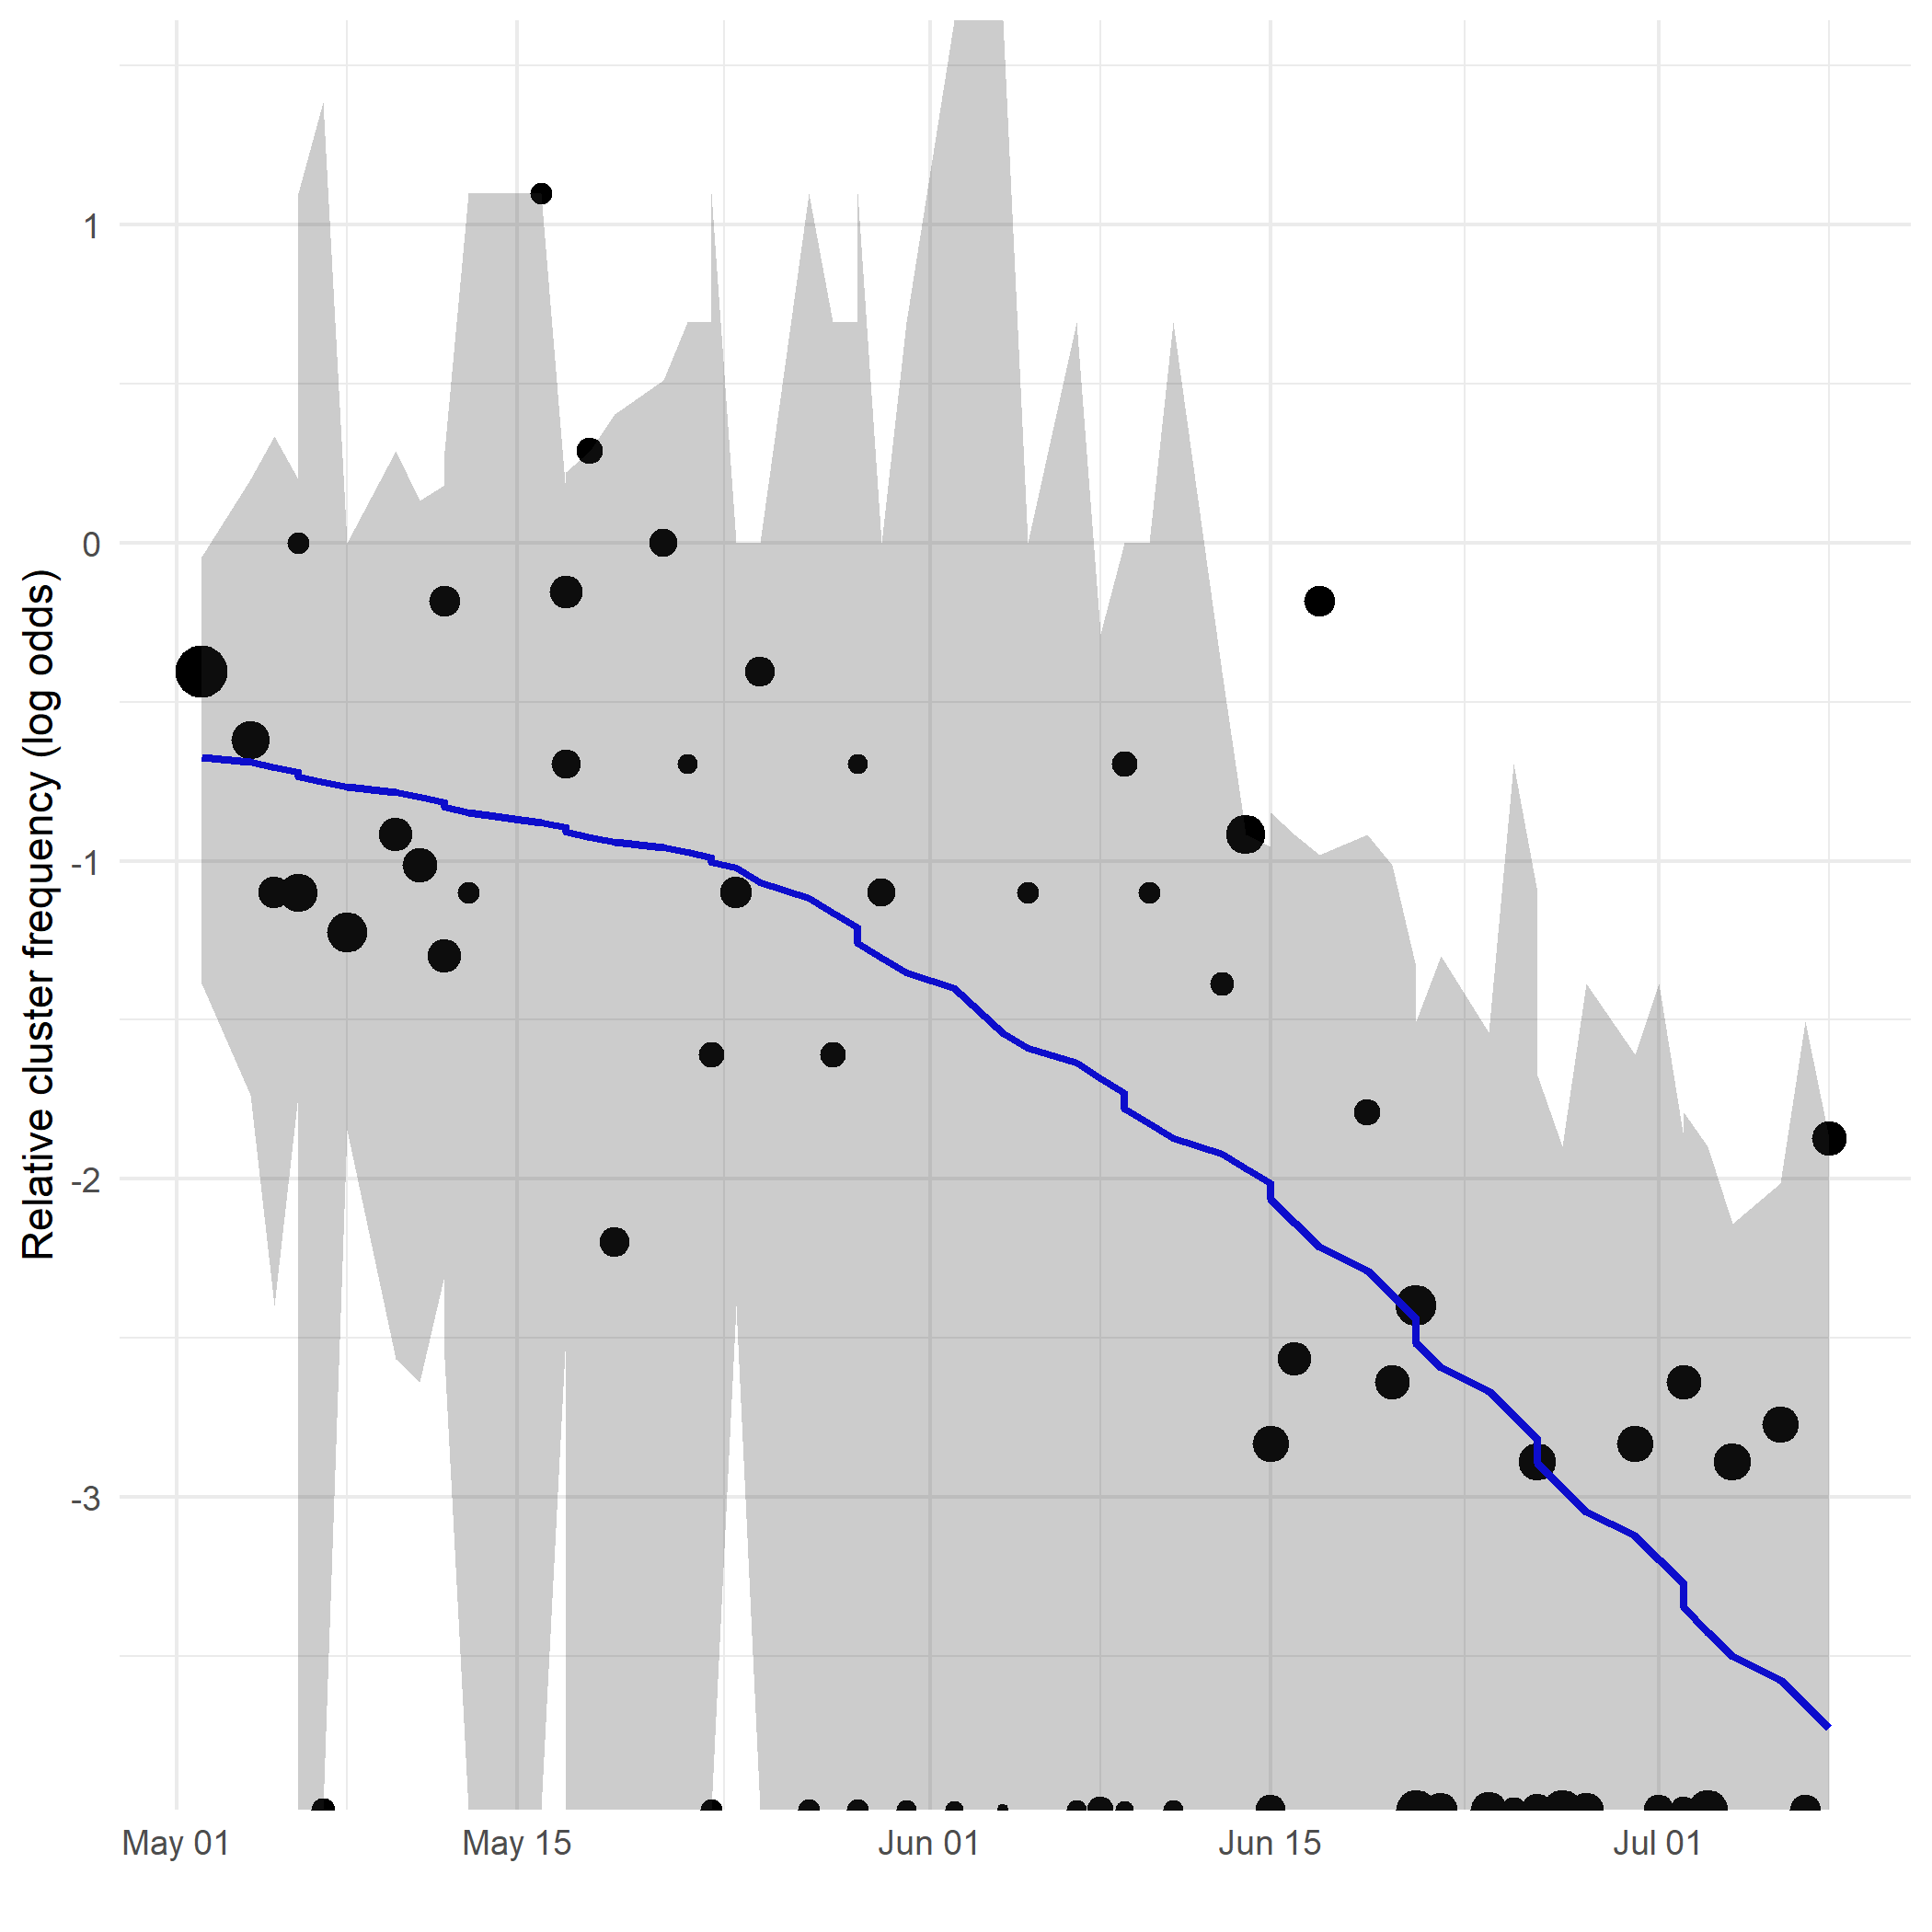 Relative cluster frequency (log odds)
1
0
-1
-2
-3
May 01
May 15
Jun 01
Jun 15
Jul 01